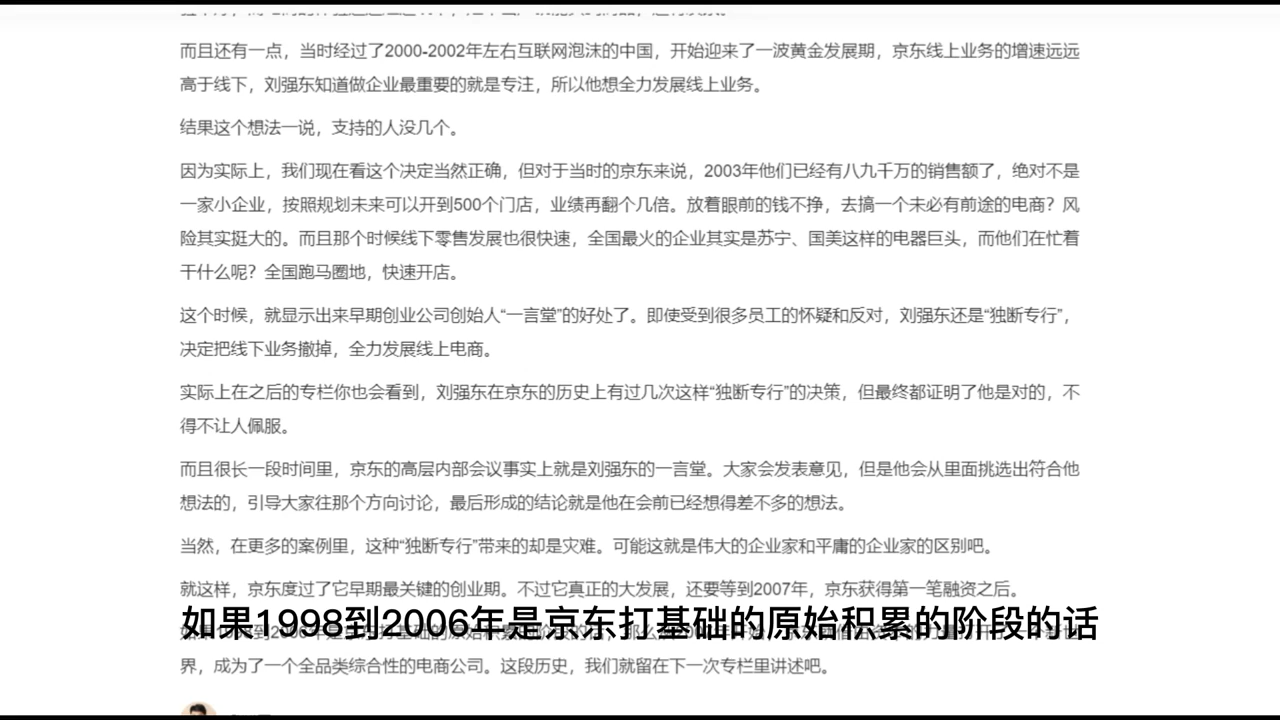 而且还有一点，当时经过了2000-2002年左右互联网泡沫的中国，开始迎来了一波黄金发展期，京东线上业务的增速远远
高于线下，刘强东知道做企业最重要的就是专注，所以他想全力发展线上业务。
结果这个想法一说，支持的人没几个。
因为实际上，我们现在看这个决定当然正确，但对于当时的京东来说，2003年他们已经有八九千万的销售额了，绝对不是
一家小企业，按照规划未来可以开到500个门店，业绩再翻个几倍。放着眼前的钱不挣，去搞一个未必有前途的电商？风
险其实挺大的。而且那个时候线下零售发展也很快速，全国最火的企业其实是苏宁、国美这样的电器巨头，而他们在忙着
干什么呢？全国跑马圈地，快速开店。
这个时候，就显示出来早期创业公司创始人“一言堂”的好处了。即使受到很多员工的怀疑和反对，刘强东还是“独断专行”，
决定把线下业务撤掉，全力发展线上电商。
实际上在之后的专栏你也会看到，刘强东在京东的历史上有过几次这样“独断专行”的决策，但最终都证明了他是对的，不
得不让人佩服。
而且很长一段时间里，京东的高层内部会议事实上就是刘强东的一言堂。大家会发表意见，但是他会从里面挑选出符合他
想法的，引导大家往那个方向讨论，最后形成的结论就是他在会前已经想得差不多的想法。
当然，在更多的案例里，这种“独断专行”带来的却是灾难。可能这就是伟大的企业家和平庸的企业家的区别吧。
就这样，京东度过了它早期最关键的创业期。不过它真正的大发展，还要等到2007年，京东获得第一笔融资之后。
如果1998到2006年是京东打基础的原始积累的阶段的话
界，成为了一个全品类综合性的电商公司。这段历史，我们就留在下一次专栏里讲述吧。